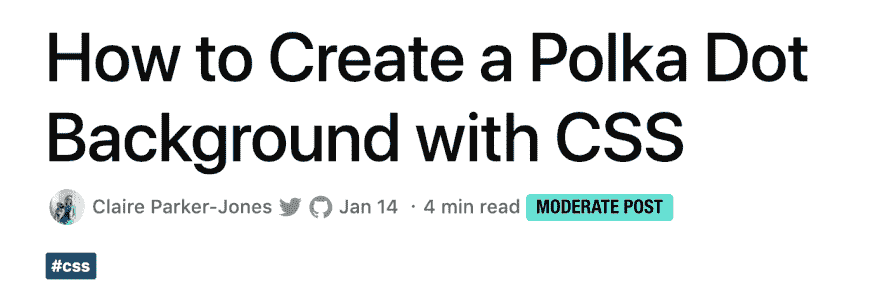 How to Create a Polka Dot
Background with CSS
Claire Parker-Jones Jan 14 · 4 min read MODERATE POST
#css